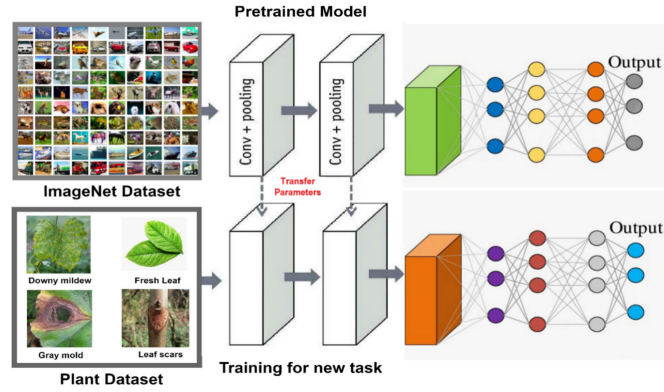 Pretrained Model
Conv + pooling
Conv + pooling
Output
ImageNet Dataset
Transfer
Parameters
Downy mildew
Fresh Leaf
Gray mold
Leaf scars
Output
Plant Dataset
Training for new task